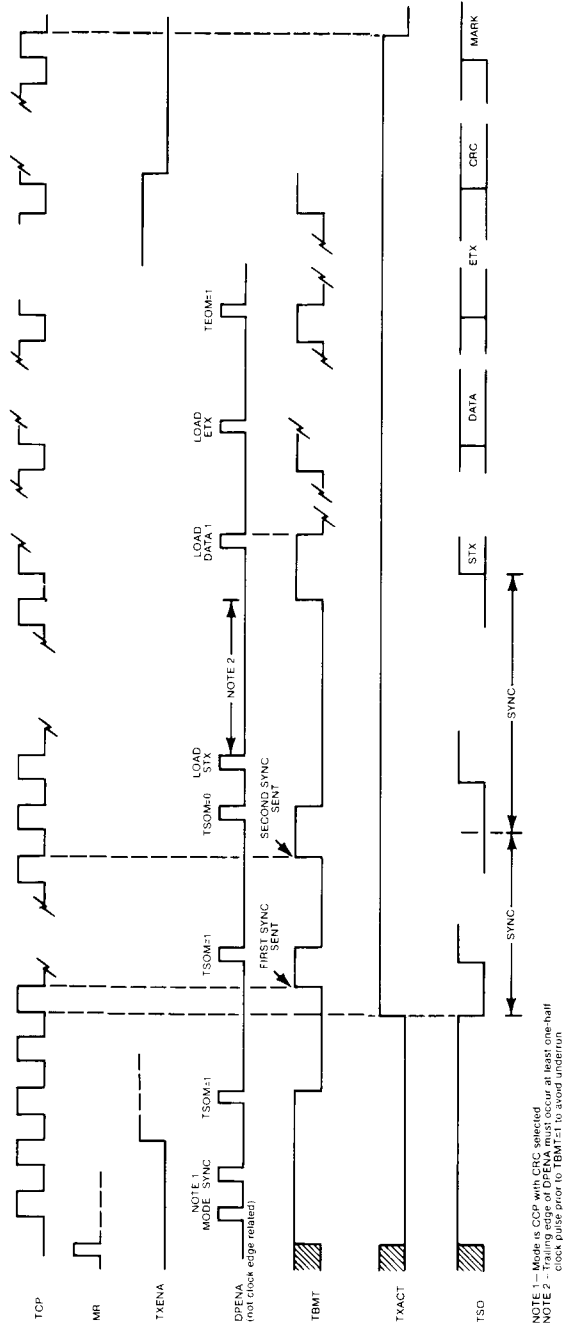 TCP
MR
TXENA
DPENA
(not clock edge related)
NOTE 1
MODE SYNC
TSOM=1
TSOM=1
TSOM=0
LOAD
STX
NOTE 2
LOAD
DATA 1
LOAD
ETX
TEOM=1
TBMT
FIRST SYNC
SENT
SECOND SYNC
SENT
TXACT
TSO
STX
DATA
ETX
CRC
MARK
SYNC
SYNC
NOTE 1 – Mode is CCP with CRC selected
NOTE 2 – Trailing edge of DPENA must occur at least one-half
clock pulse prior to TBMT=1 to avoid underrun